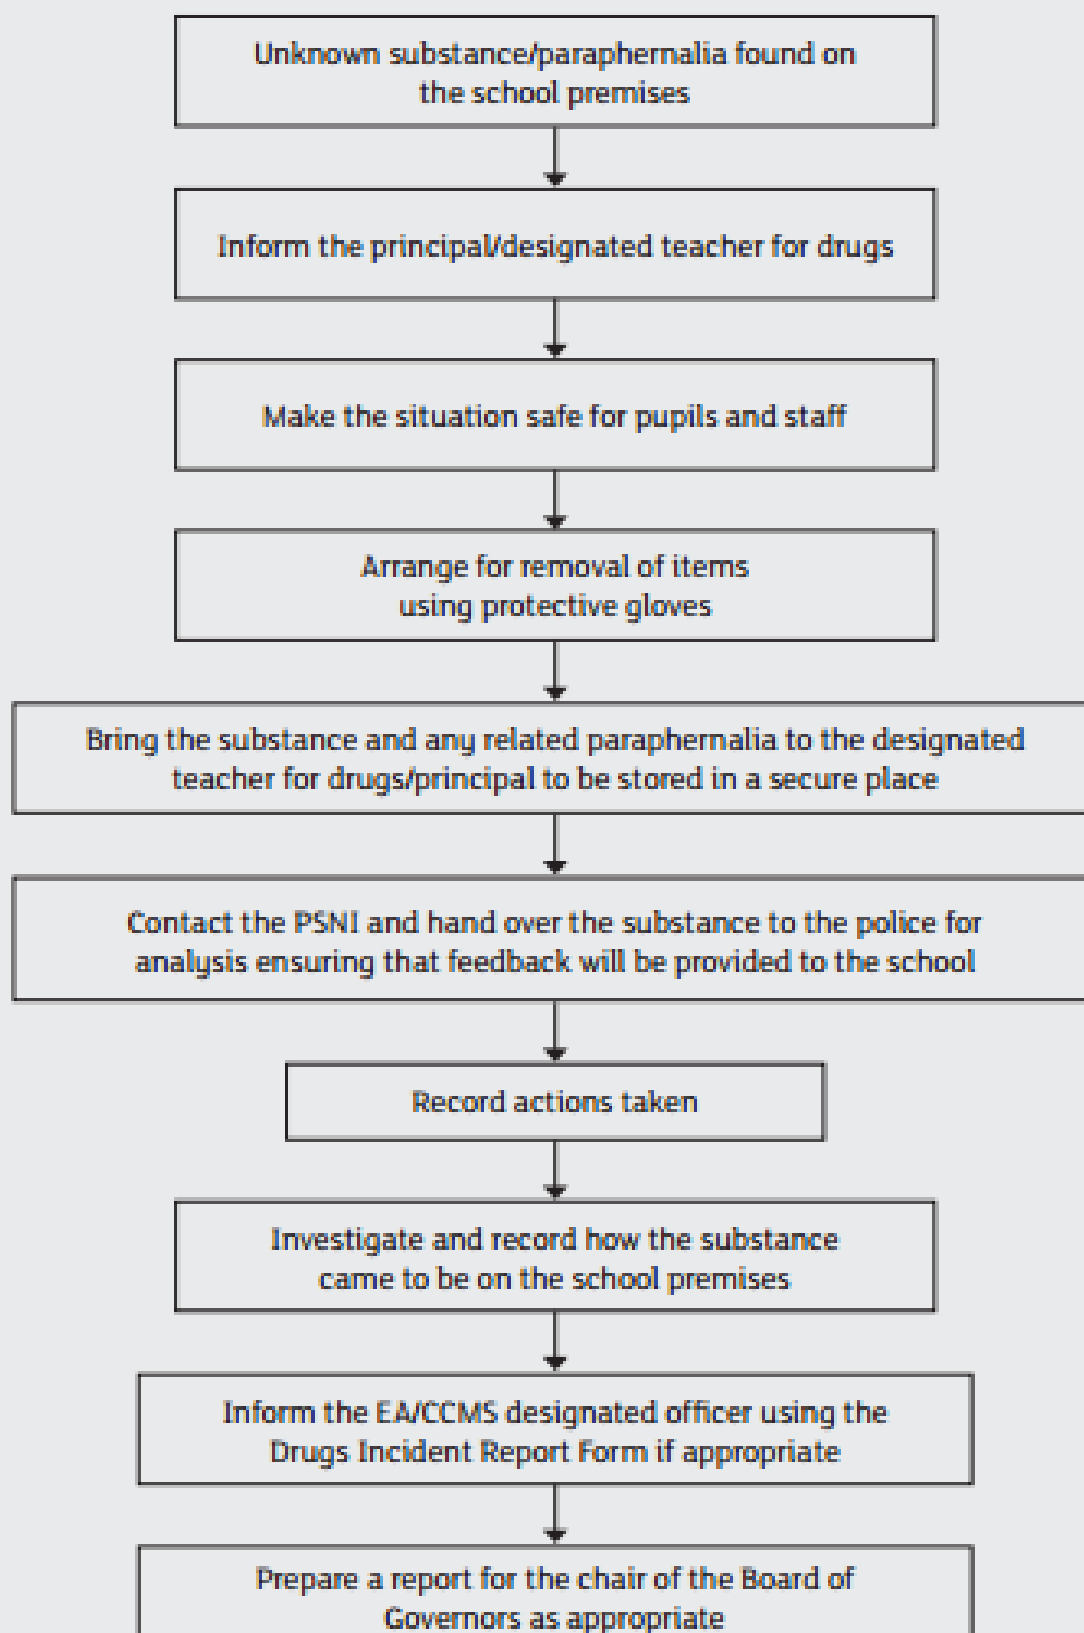 Unknown substance/paraphernalia found on
the school premises
Inform the principal/designated teacher for drugs
Make the situation safe for pupils and staff
Arrange for removal of items
using protective gloves
Bring the substance and any related paraphernalia to the designated
teacher for drugs/principal to be stored in a secure place
Contact the PSNI and hand over the substance to the police for
analysis ensuring that feedback will be provided to the school
Record actions taken
Investigate and record how the substance
came to be on the school premises
Inform the EA/CCMS designated officer using the
Drugs Incident Report Form if appropriate
Prepare a report for the chair of the Board of
Governors as appropriate